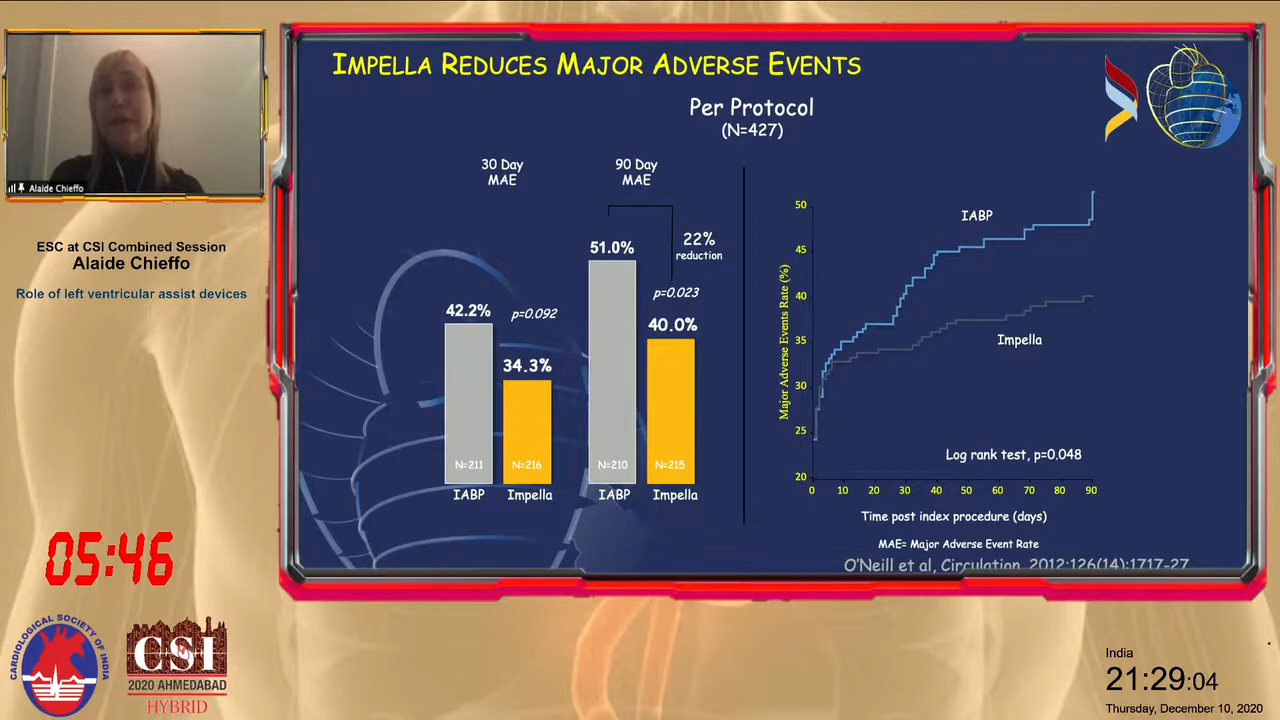 Alaide Chieffo
ESC at CSI Combined Session
Alaide Chieffo
Role of left ventricular assist devices
05:46
CARDIOLOGICAL SOCIETY OF INDIA
CSI
2020 AHMEDABAD
HYBRID
IMPELLA REDUCES MAJOR ADVERSE EVENTS
Per Protocol
(N=427)
30 Day
MAE
90 Day
MAE
51.0%
22%
reduction
42.2%
p=0.092
p=0.023
34.3%
40.0%
N=211
N=216
N=210
N=215
IABP
Impella
IABP
Impella
Major Adverse Events Rate (%)
50
45
40
35
30
25
20
IABP
Impella
Log rank test, p=0.048
0 10 20 30 40 50 60 70 80 90
Time post index procedure (days)
MAE= Major Adverse Event Rate
O'Neill et al, Circulation. 2012;126(14):1717-27
India
21:29:04
Thursday, December 10, 2020